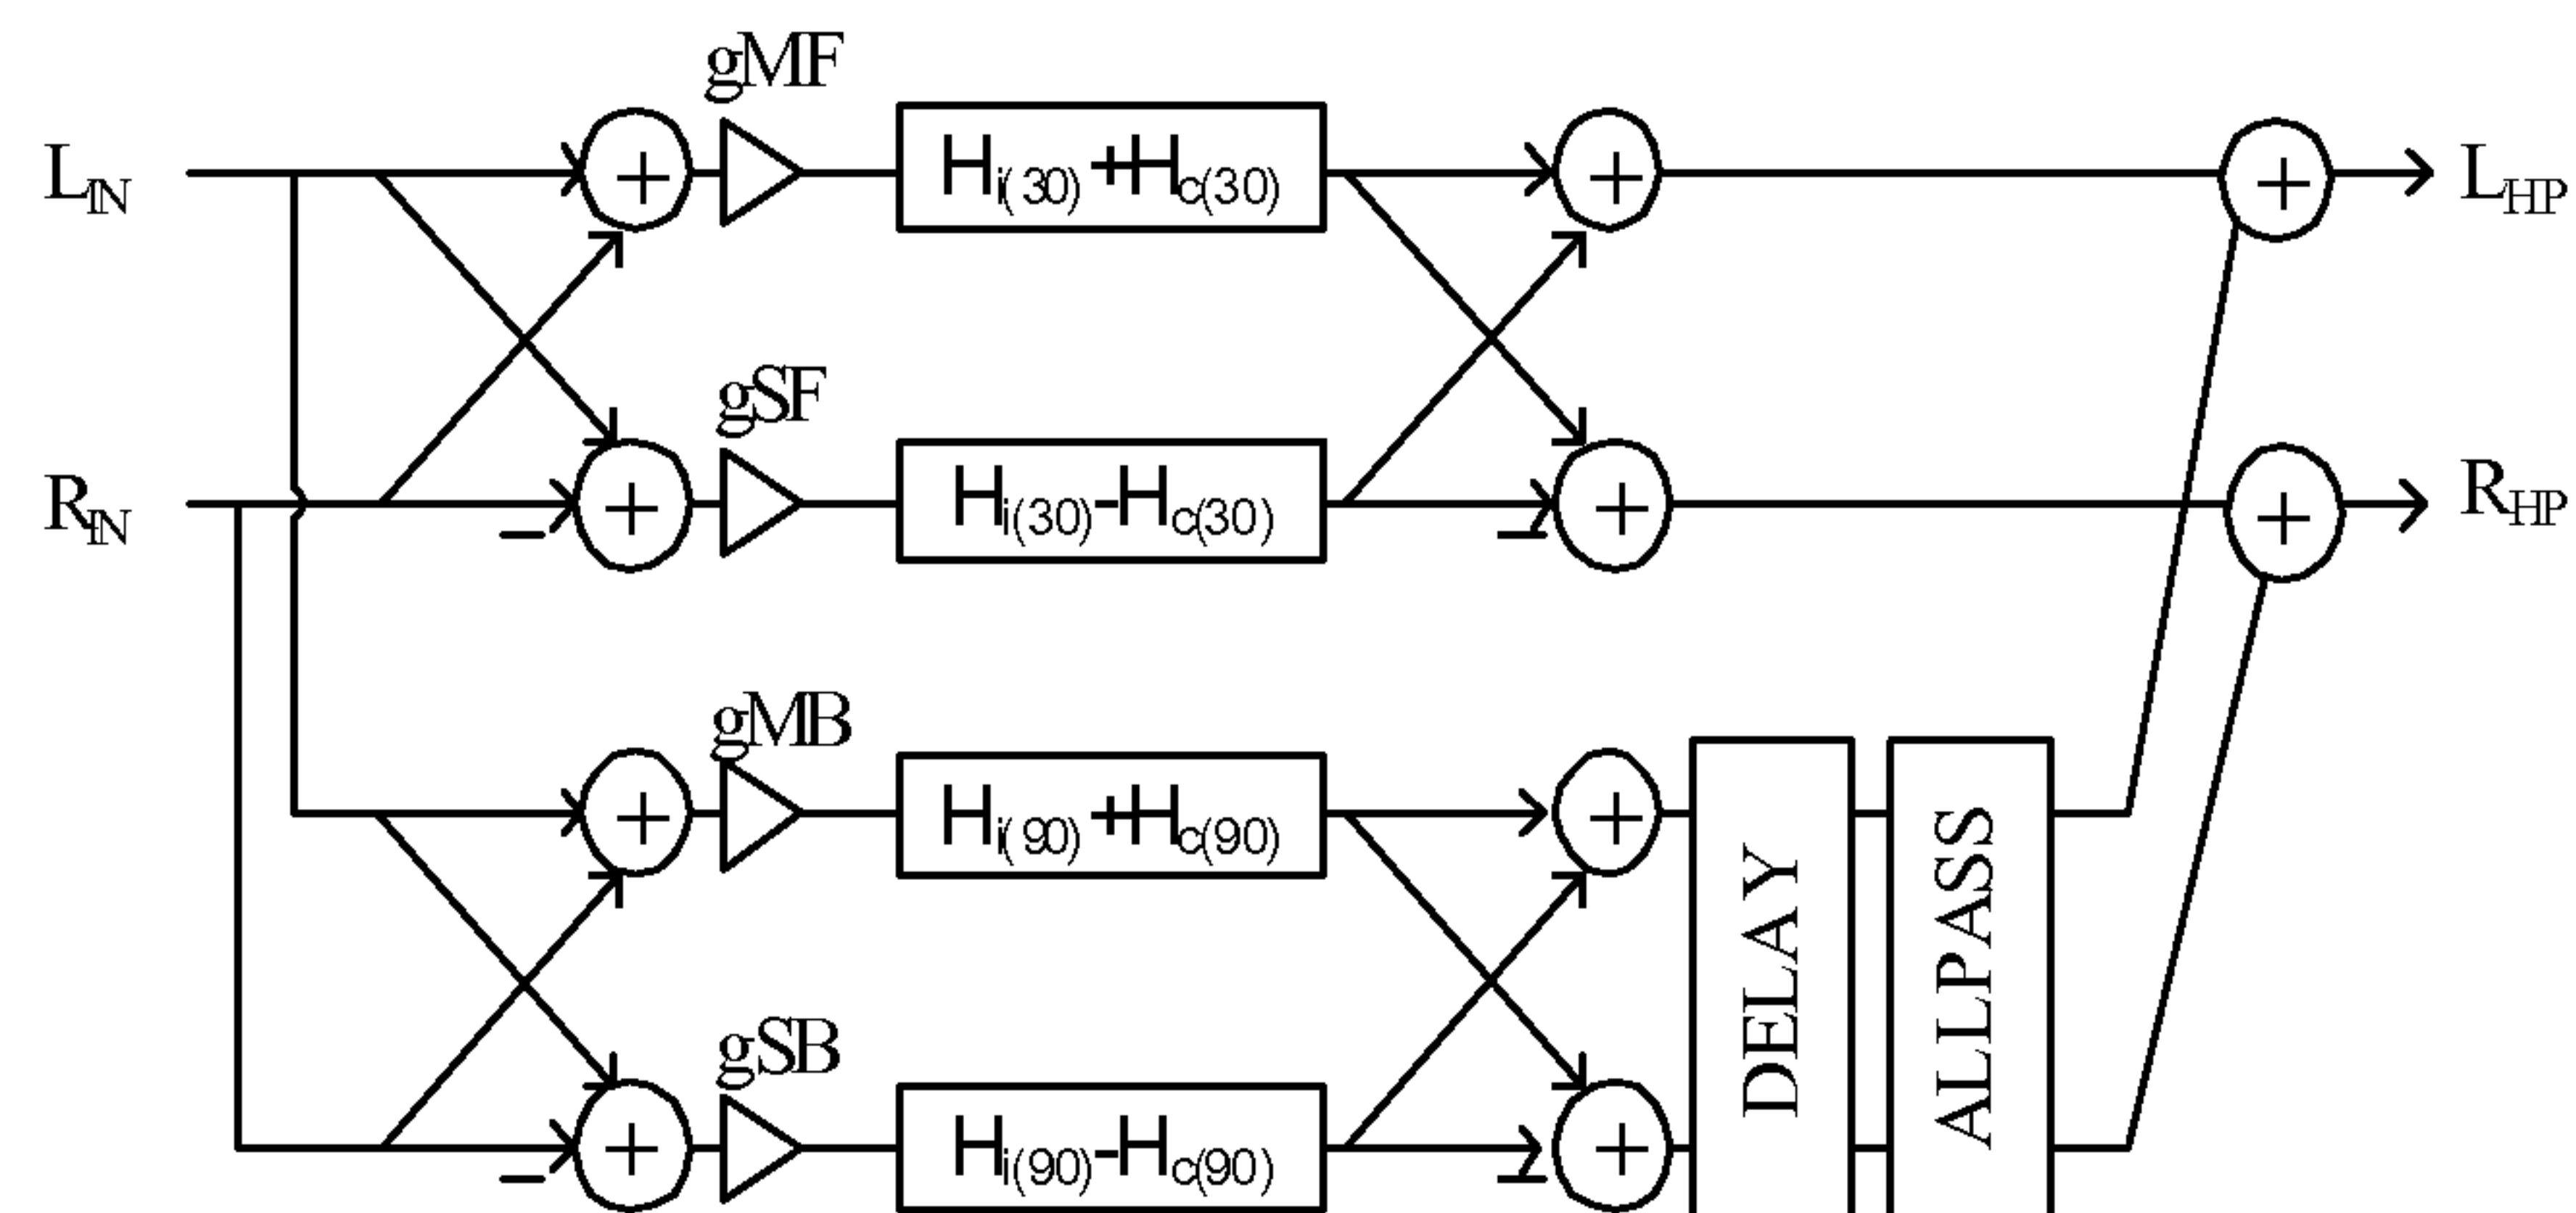 gMF
L_IN + H_i(30)+H_c(30) + + L_HP
gSF
R_IN − + H_i(30)-H_c(30) − + + R_HP
gMB
+ H_i(90)+H_c(90) +
gSB
− + H_i(90)-H_c(90) − +
DELAY
ALLPASS